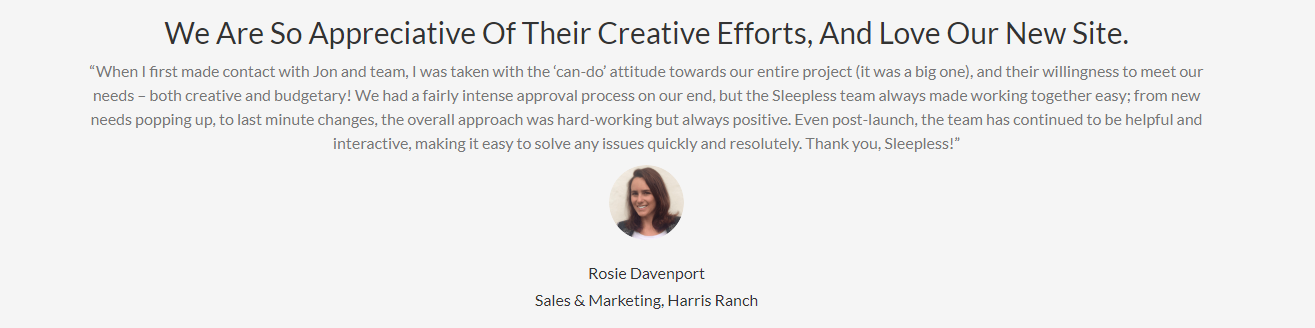 We Are So Appreciative Of Their Creative Efforts, And Love Our New Site.
“When I first made contact with Jon and team, I was taken with the ‘can-do’ attitude towards our entire project (it was a big one), and their willingness to meet our
needs – both creative and budgetary! We had a fairly intense approval process on our end, but the Sleepless team always made working together easy; from new
needs popping up, to last minute changes, the overall approach was hard-working but always positive. Even post-launch, the team has continued to be helpful and
interactive, making it easy to solve any issues quickly and resolutely. Thank you, Sleepless!”
Rosie Davenport
Sales & Marketing, Harris Ranch